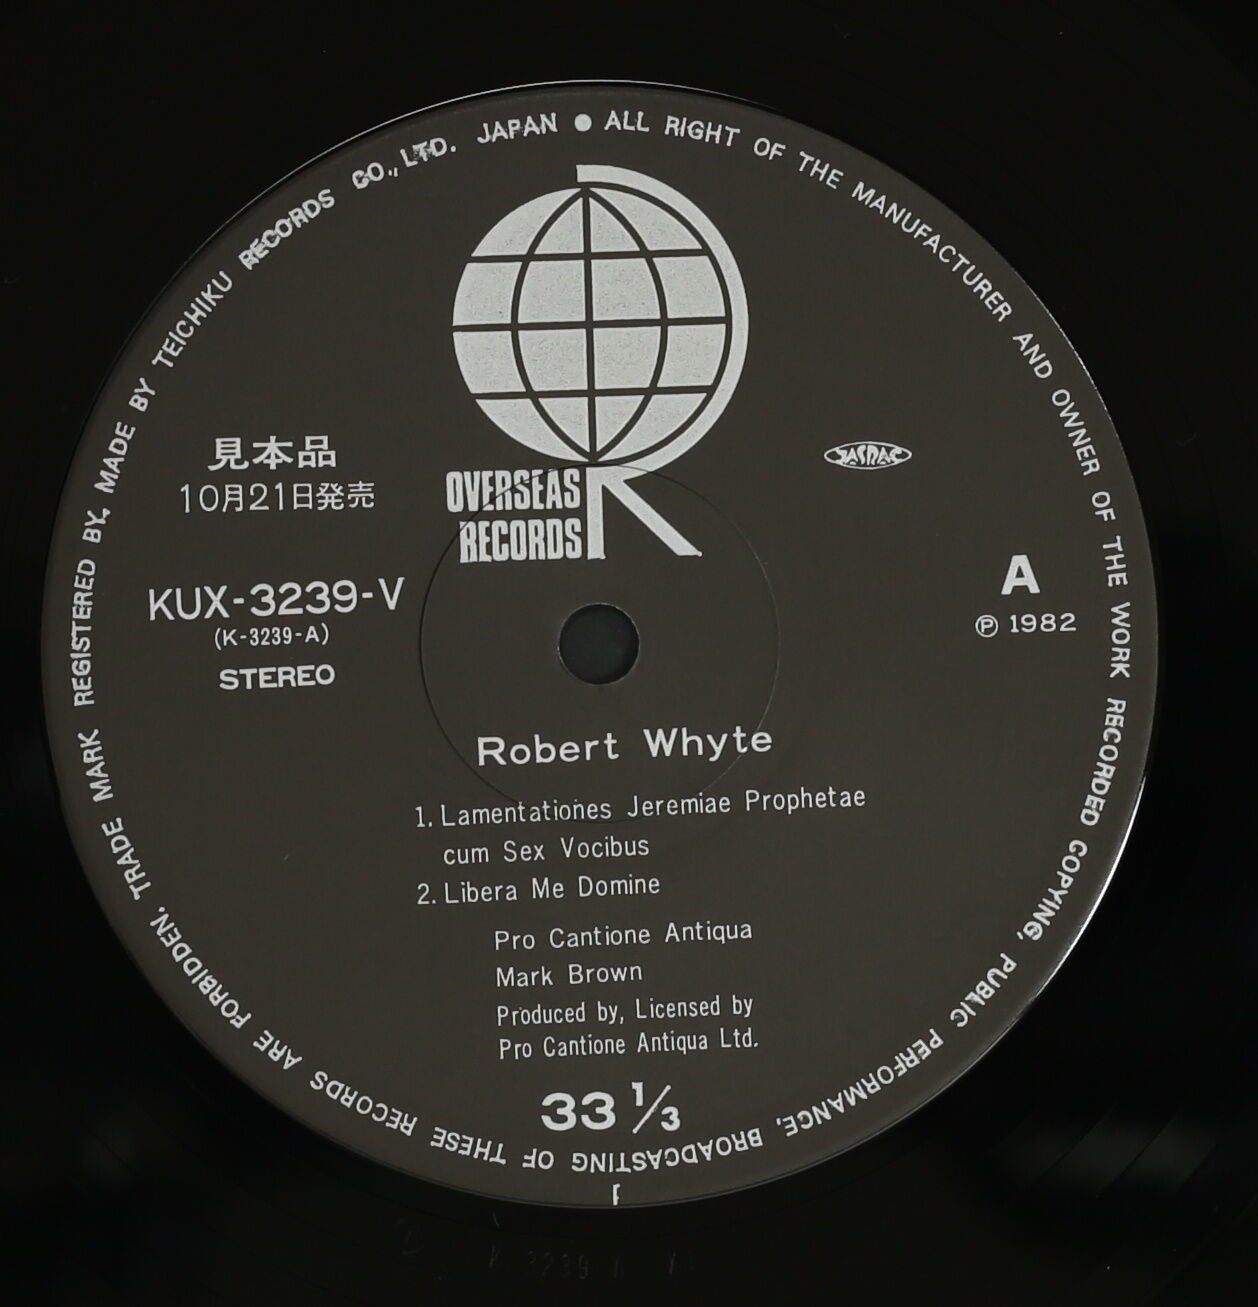 ALL RIGHT OF THE MANUFACTURER AND OWNER OF THE WORK RECORDED COPYING, PUBLIC PERFORMANCE, BROADCASTING OF THESE RECORDS ARE FORBIDDEN, TRADE MARK REGISTERED BY, MADE BY TEICHIKU RECORDS CO., LTD. JAPAN ●
OVERSEAS
RECORDS
見本品
10月21日発売
JASRAC
KUX-3239-V
(K-3239-A)
STEREO
A
℗ 1982
Robert Whyte
1. Lamentationes Jeremiae Prophetae
cum Sex Vocibus
2. Libera Me Domine
Pro Cantione Antiqua
Mark Brown
Produced by, Licensed by
Pro Cantione Antiqua Ltd.
33 1/3